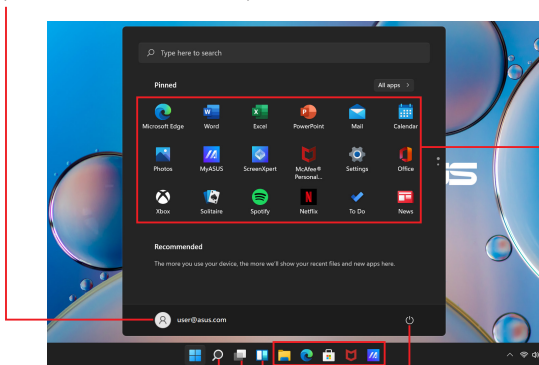 Type here to search
Pinned
All apps >
Microsoft Edge Word Excel PowerPoint Mail Calendar
Photos MyASUS ScreenXpert McAfee® Personal... Settings Office
Xbox Solitaire Spotify Netflix To Do News
Recommended
The more you use your device, the more we'll show your recent files and new apps here.
user@asus.com